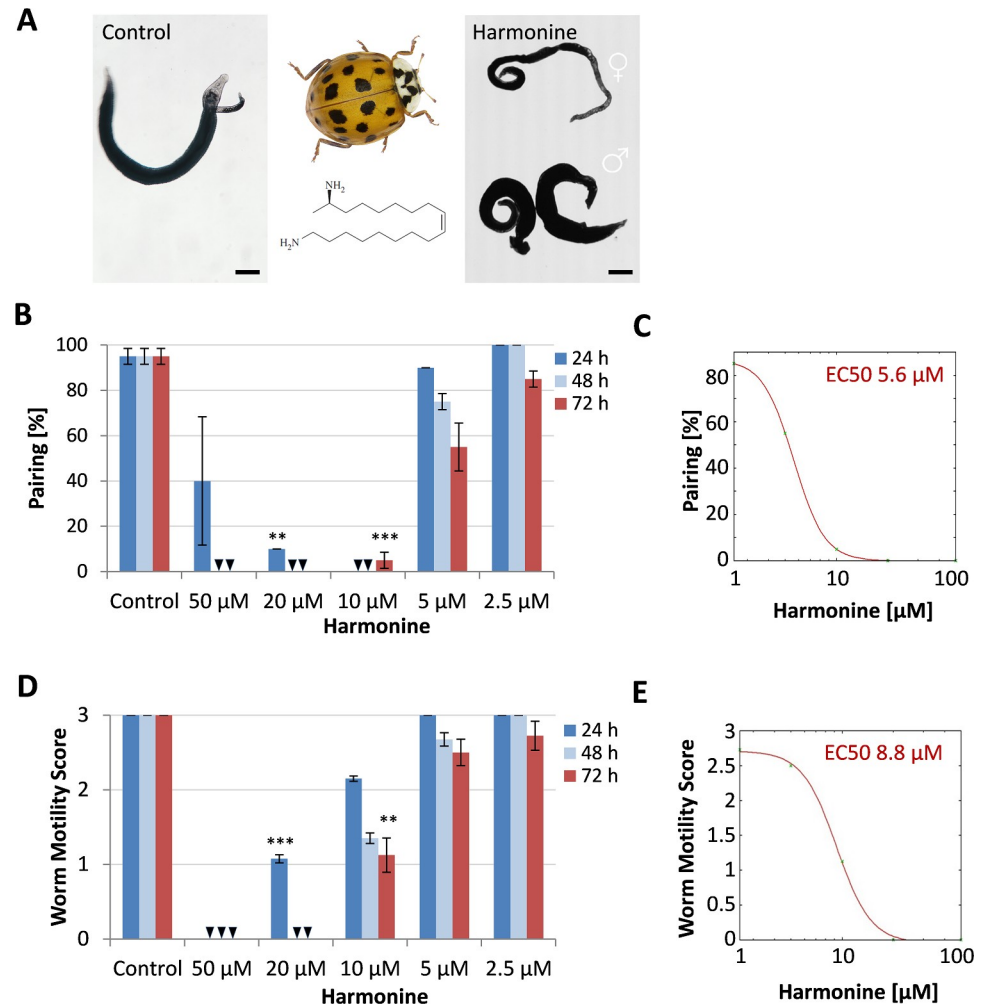 A
Control
Harmonine
♀
♂
NH2
H2N
B
Pairing [%]
100
80
60
40
20
0
** ***
24 h
48 h
72 h
Control 50 µM 20 µM 10 µM 5 µM 2.5 µM
Harmonine
C
Pairing [%]
EC50 5.6 µM
80
60
40
20
0
1 10 100
Harmonine [µM]
D
Worm Motility Score
3
2
1
0
*** **
24 h
48 h
72 h
Control 50 µM 20 µM 10 µM 5 µM 2.5 µM
Harmonine
E
Worm Motility Score
EC50 8.8 µM
3
2.5
2
1.5
1
0.5
0
1 10 100
Harmonine [µM]